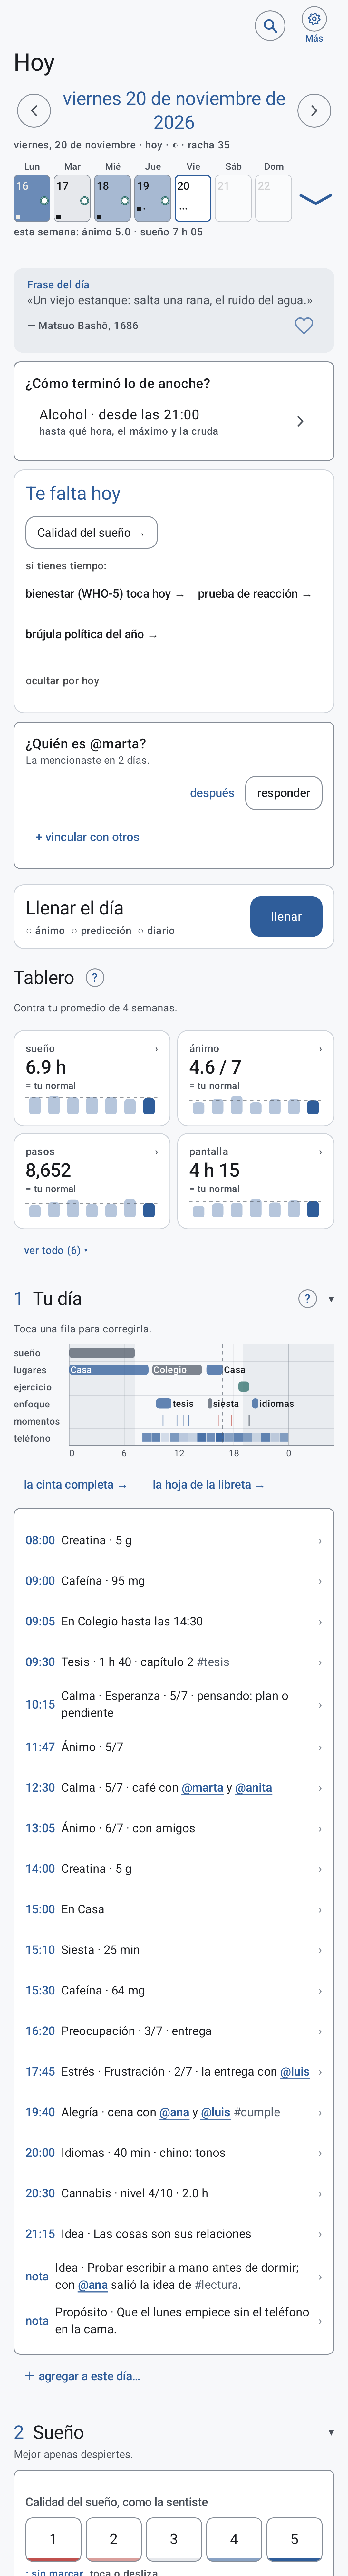 Más
Hoy
viernes 20 de noviembre de
2026
viernes, 20 de noviembre · hoy · racha 35
Lun Mar Mié Jue Vie Sáb Dom
16 17 18 19 20 21 22
esta semana: ánimo 5.0 · sueño 7 h 05
Frase del día
«Un viejo estanque: salta una rana, el ruido del agua.»
— Matsuo Bashō, 1686
¿Cómo terminó lo de anoche?
Alcohol · desde las 21:00
hasta qué hora, el máximo y la cruda
Te falta hoy
Calidad del sueño →
si tienes tiempo:
bienestar (WHO-5) toca hoy → prueba de reacción →
brújula política del año →
ocultar por hoy
¿Quién es @marta?
La mencionaste en 2 días.
después responder
+ vincular con otros
Llenar el día
○ ánimo ○ predicción ○ diario
llenar
Tablero ?
Contra tu promedio de 4 semanas.
sueño ›
6.9 h
= tu normal
ánimo ›
4.6 / 7
= tu normal
pasos ›
8,652
= tu normal
pantalla ›
4 h 15
= tu normal
ver todo (6) ▾
1 Tu día ? ▾
Toca una fila para corregirla.
sueño
lugares Casa Colegio Casa
ejercicio
enfoque tesis siesta idiomas
momentos
teléfono
0 6 12 18 0
la cinta completa → la hoja de la libreta →
08:00 Creatina · 5 g ›
09:00 Cafeína · 95 mg ›
09:05 En Colegio hasta las 14:30 ›
09:30 Tesis · 1 h 40 · capítulo 2 #tesis ›
10:15 Calma · Esperanza · 5/7 · pensando: plan o
pendiente ›
11:47 Ánimo · 5/7 ›
12:30 Calma · 5/7 · café con @marta y @anita ›
13:05 Ánimo · 6/7 · con amigos ›
14:00 Creatina · 5 g ›
15:00 En Casa ›
15:10 Siesta · 25 min ›
15:30 Cafeína · 64 mg ›
16:20 Preocupación · 3/7 · entrega ›
17:45 Estrés · Frustración · 2/7 · la entrega con @luis ›
19:40 Alegría · cena con @ana y @luis #cumple ›
20:00 Idiomas · 40 min · chino: tonos ›
20:30 Cannabis · nivel 4/10 · 2.0 h ›
21:15 Idea · Las cosas son sus relaciones ›
nota Idea · Probar escribir a mano antes de dormir;
con @ana salió la idea de #lectura. ›
nota Propósito · Que el lunes empiece sin el teléfono
en la cama. ›
+ agregar a este día…
2 Sueño ▾
Mejor apenas despiertes.
Calidad del sueño, como la sentiste
1 2 3 4 5
· sin marcar toca o desliza